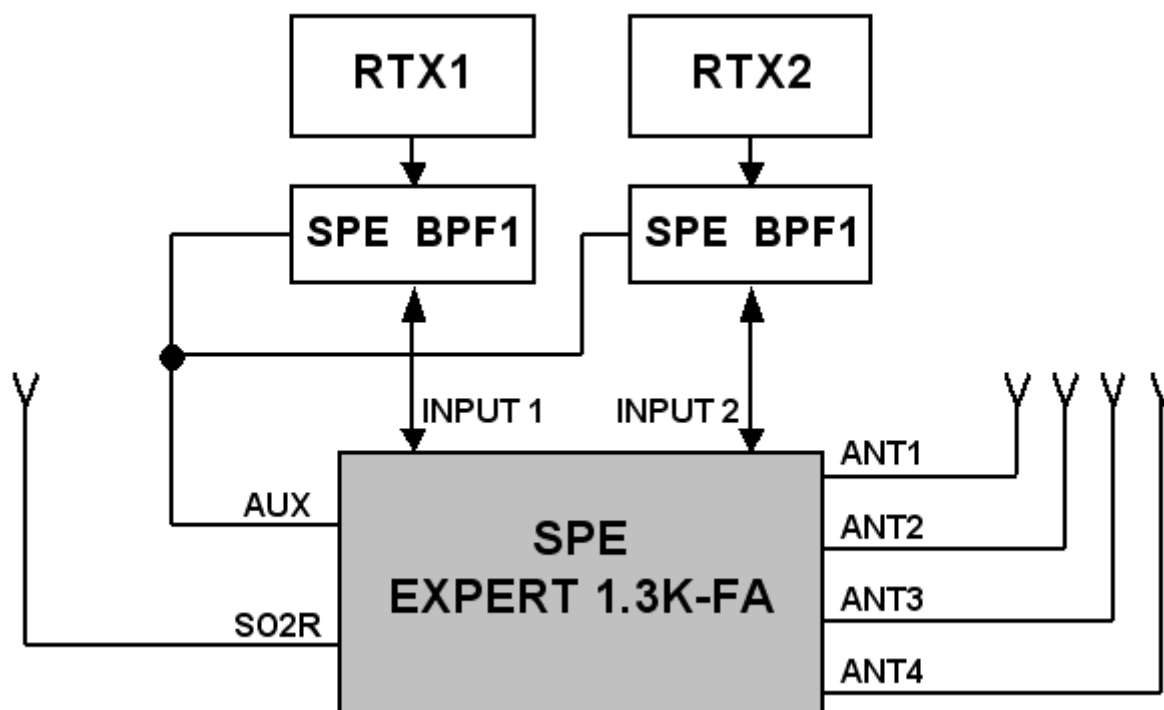 RTX1
RTX2
SPE BPF1
SPE BPF1
INPUT 1
INPUT 2
ANT1
AUX
SPE
EXPERT 1.3K-FA
ANT2
ANT3
SO2R
ANT4